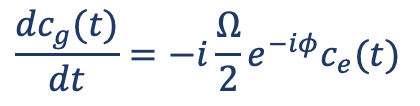 dc_g(t)/dt = −i Ω/2 e^{−iϕ} c_e(t)